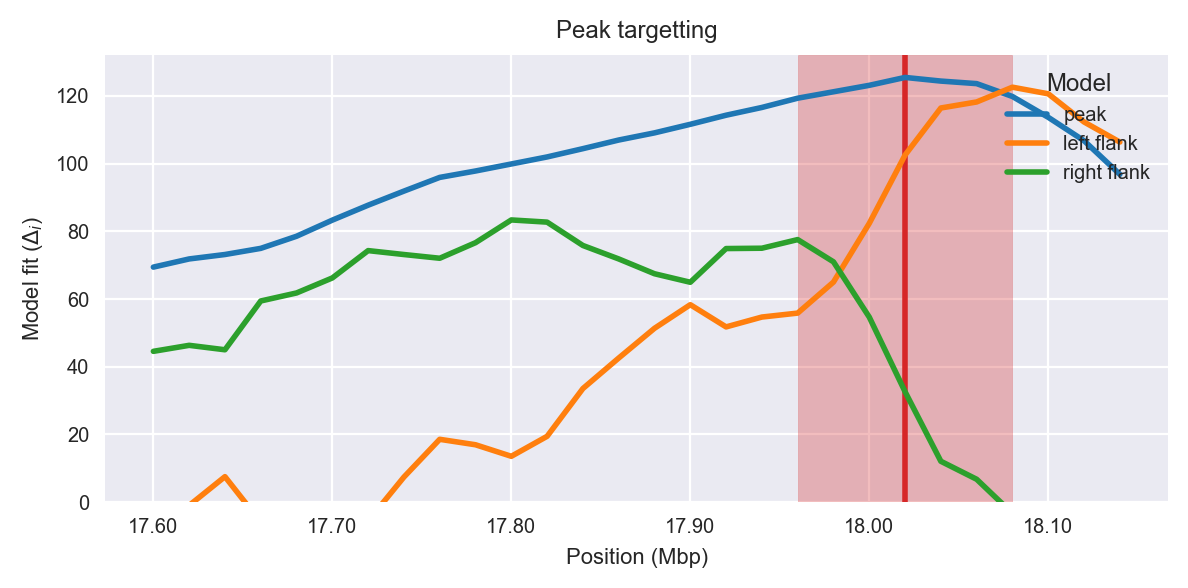 Peak targetting
Model fit (Δi)
120
100
80
60
40
20
0
Model
peak
left flank
right flank
17.60 17.70 17.80 17.90 18.00 18.10
Position (Mbp)